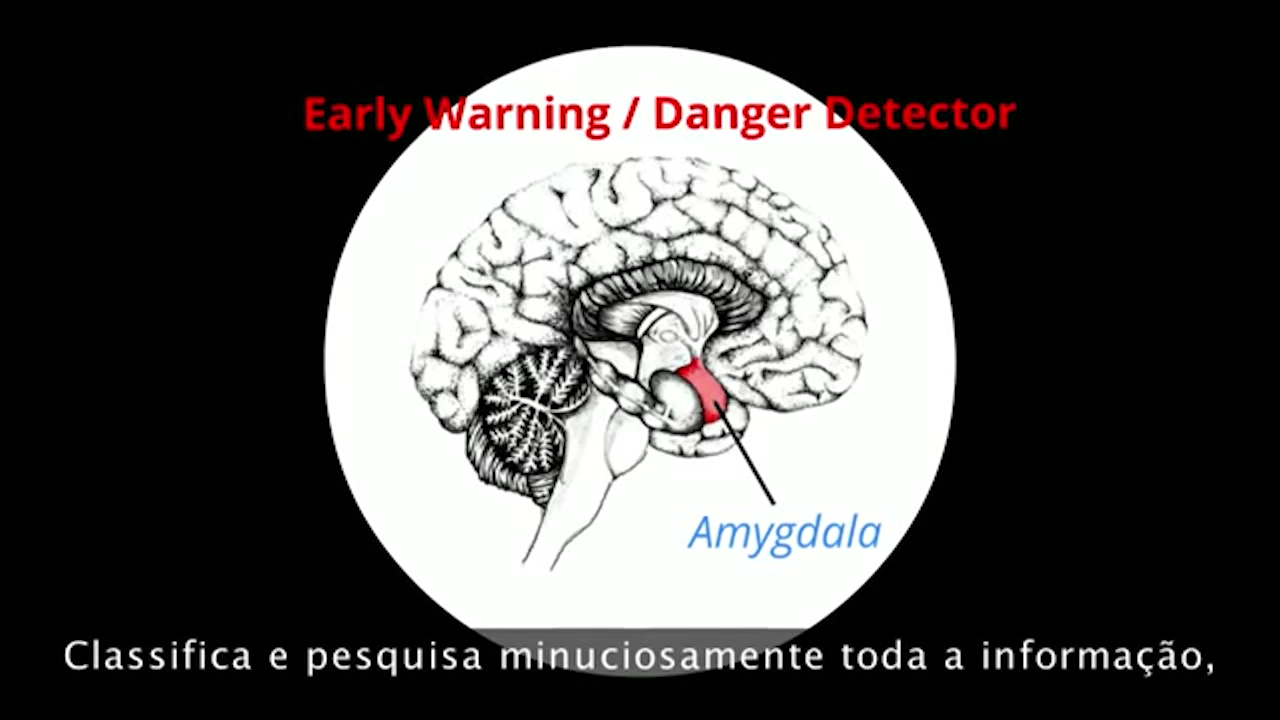 Early Warning / Danger Detector
Amygdala
Classifica e pesquisa minuciosamente toda a informação,